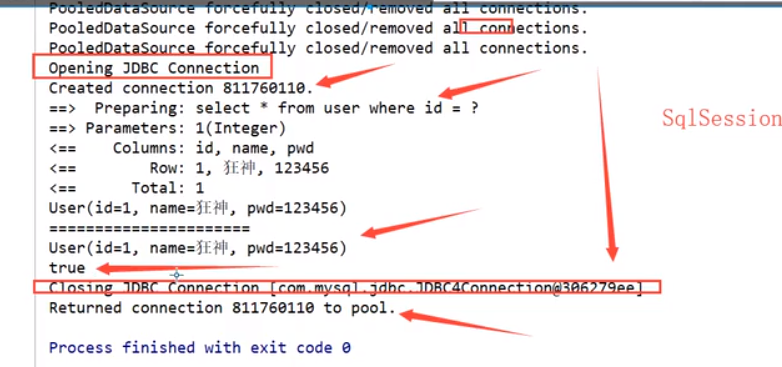 PooledDataSource forcefully closed/removed all connections.
PooledDataSource forcefully closed/removed all connections.
PooledDataSource forcefully closed/removed all connections.
Opening JDBC Connection
Created connection 811760110.
==>  Preparing: select * from user where id = ?
==> Parameters: 1(Integer)
<==    Columns: id, name, pwd
<==        Row: 1, 狂神, 123456
<==      Total: 1
User(id=1, name=狂神, pwd=123456)
======================
User(id=1, name=狂神, pwd=123456)
true
Closing JDBC Connection [com.mysql.jdbc.JDBC4Connection@306279ee]
Returned connection 811760110 to pool.
Process finished with exit code 0
SqlSession